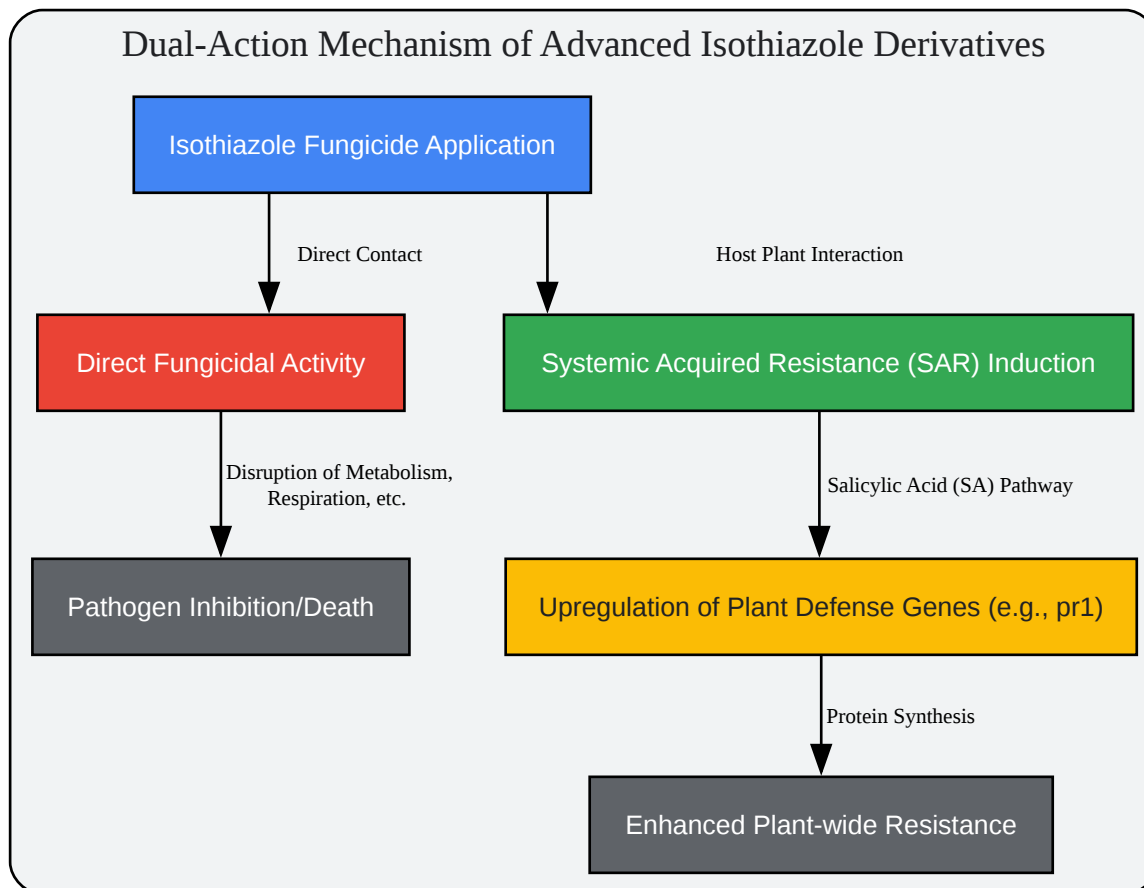 Dual-Action Mechanism of Advanced Isothiazole Derivatives
Isothiazole Fungicide Application
Direct Contact
Host Plant Interaction
Direct Fungicidal Activity
Systemic Acquired Resistance (SAR) Induction
Disruption of Metabolism,
Respiration, etc.
Salicylic Acid (SA) Pathway
Pathogen Inhibition/Death
Upregulation of Plant Defense Genes (e.g., pr1)
Protein Synthesis
Enhanced Plant-wide Resistance